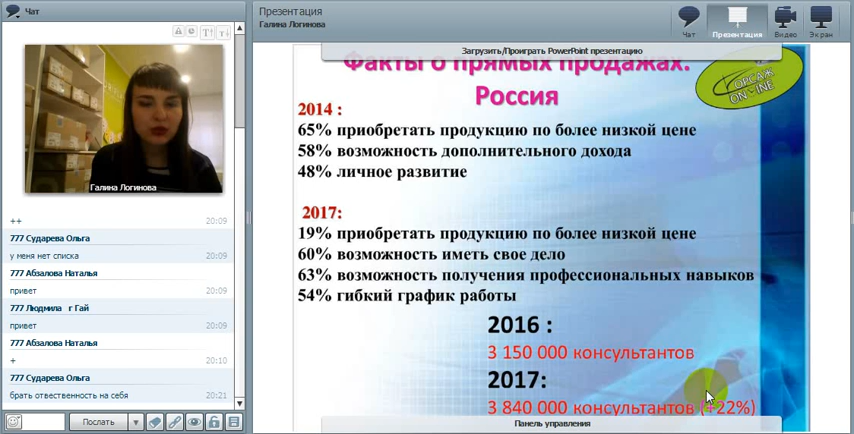 Чат
Галина Логинова
++ 20:09
777 Сударева Ольга
у меня нет списка 20:09
777 Абзалова Наталья
привет 20:09
777 Людмила г Гай
привет 20:09
777 Абзалова Наталья
+ 20:10
777 Сударева Ольга
брать отвественность на себя 20:21
Послать
Презентация
Галина Логинова
Чат
Презентация
Видео
Экран
Загрузить/Проиграть PowerPoint презентацию
Факты о прямых продажах.
Россия
ОРСАЖ
ON-LINE
2014 :
65% приобретать продукцию по более низкой цене
58% возможность дополнительного дохода
48% личное развитие
2017:
19% приобретать продукцию по более низкой цене
60% возможность иметь свое дело
63% возможность получения профессиональных навыков
54% гибкий график работы
2016 :
3 150 000 консультантов
2017:
3 840 000 консультантов (+22%)
Панель управления